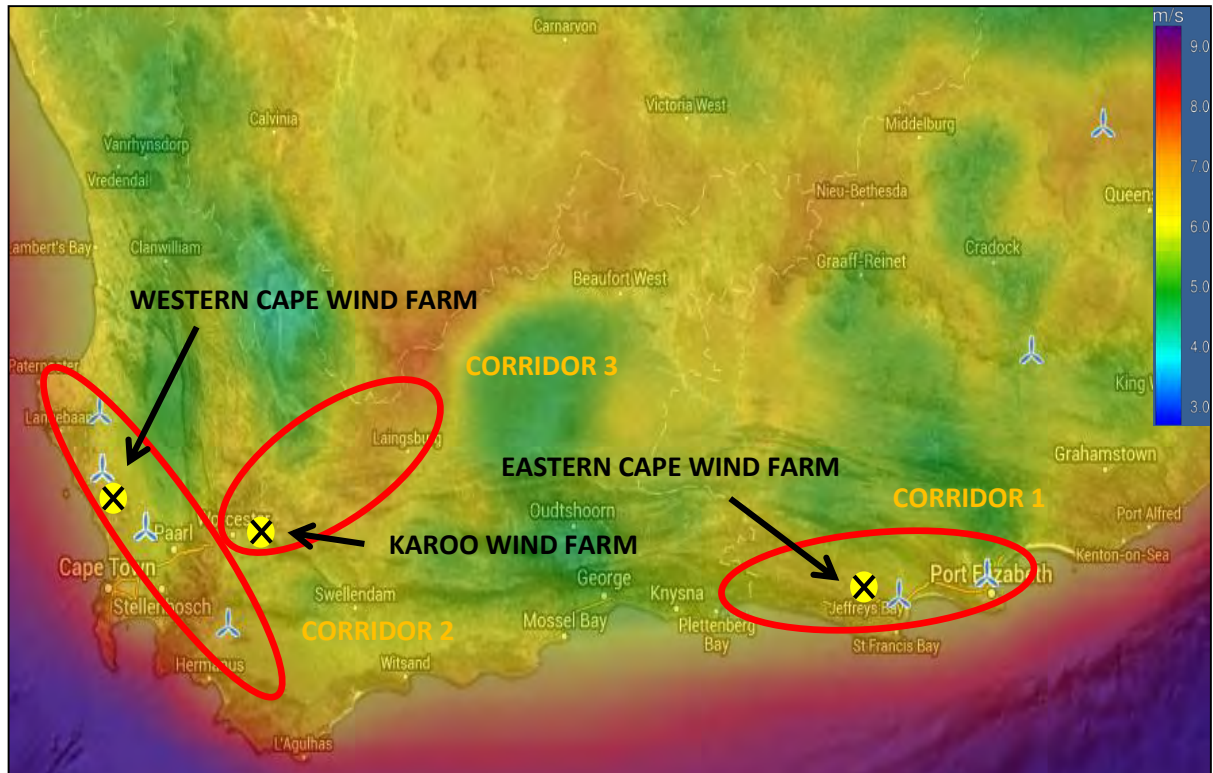 m/s
9.0
Carnarvon
8.0
Victoria West
Calvinia
Middelburg
Vanrhynsdorp
7.0
Vredendal
Nieu-Bethesda
Queens
6.0
Lambert's Bay
Clanwilliam
Cradock
Graaff-Reinet
Beaufort West
5.0
WESTERN CAPE WIND FARM
4.0
Paternoster
CORRIDOR 3
King W
3.0
Langebaan
Laingsburg
Grahamstown
EASTERN CAPE WIND FARM
CORRIDOR 1
Oudtshoorn
Port Alfred
Worcester
Paarl
KAROO WIND FARM
Kenton-on-Sea
Cape Town
George
Port Elizabeth
Swellendam
Knysna
Stellenbosch
Jeffreys Bay
Mossel Bay
Plettenberg
Bay
CORRIDOR 2
St Francis Bay
Hermanus
Witsand
L'Agulhas